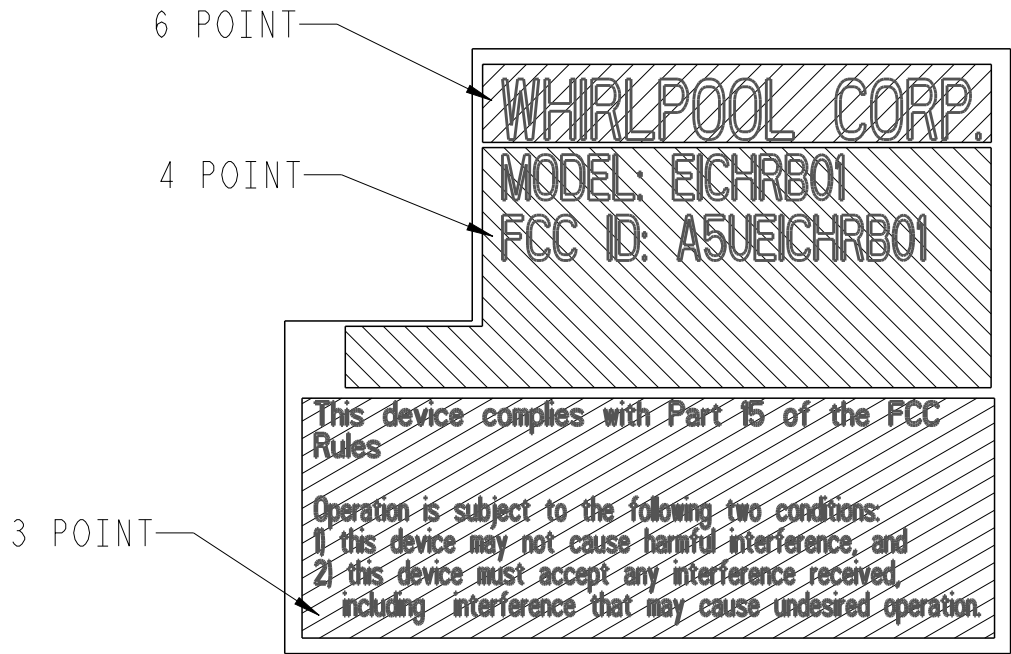 6 POINT
WHIRLPOOL CORP.
4 POINT
MODEL: EICHRB01
FCC ID: A5UEICHRB01
This device complies with Part 15 of the FCC
Rules
Operation is subject to the following two conditions:
3 POINT
1) this device may not cause harmful interference, and
2) this device must accept any interference received,
including interference that may cause undesired operation.